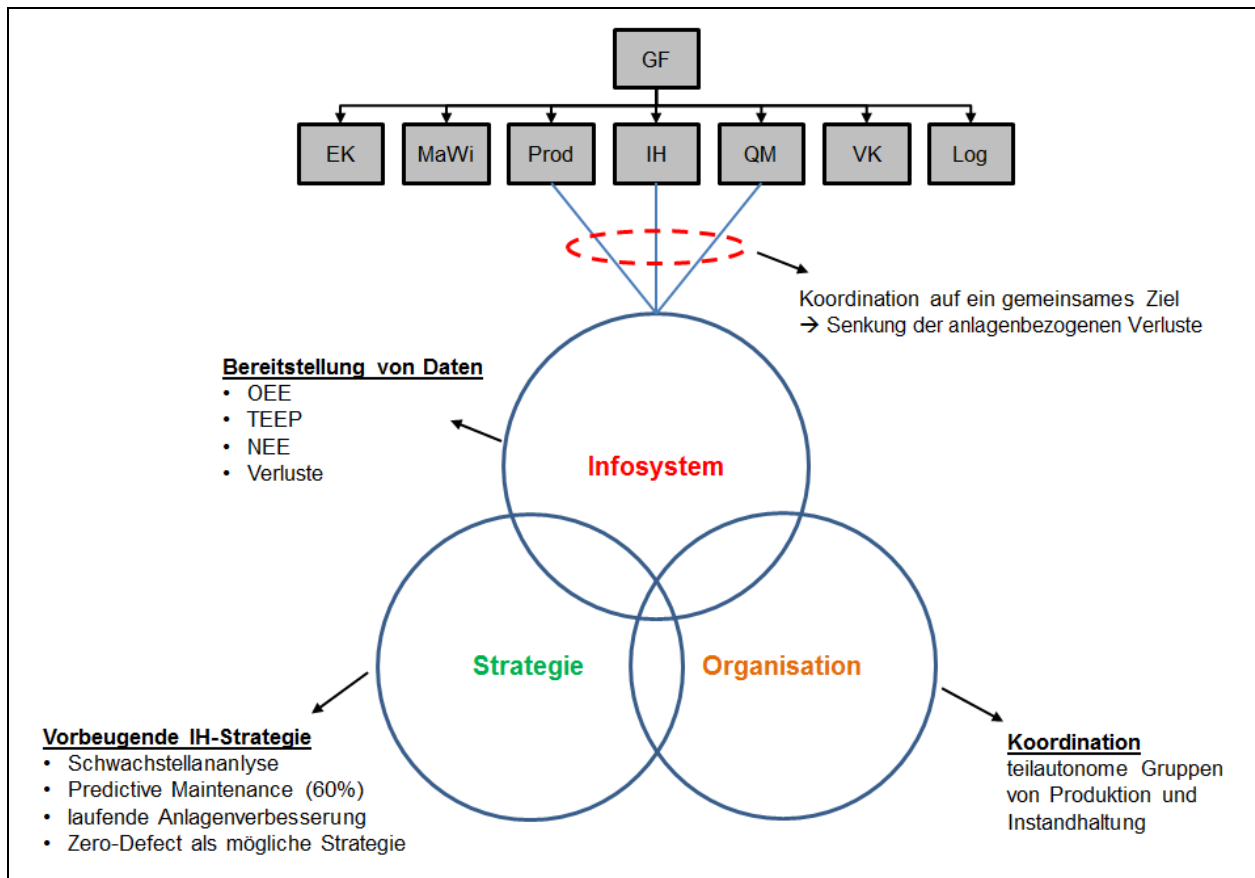 GF
EK
MaWi
Prod
IH
QM
VK
Log
Koordination auf ein gemeinsames Ziel
→ Senkung der anlagenbezogenen Verluste
Bereitstellung von Daten
• OEE
• TEEP
• NEE
• Verluste
Infosystem
Strategie
Organisation
Vorbeugende IH-Strategie
• Schwachstellananlyse
• Predictive Maintenance (60%)
• laufende Anlagenverbesserung
• Zero-Defect als mögliche Strategie
Koordination
teilautonome Gruppen
von Produktion und
Instandhaltung